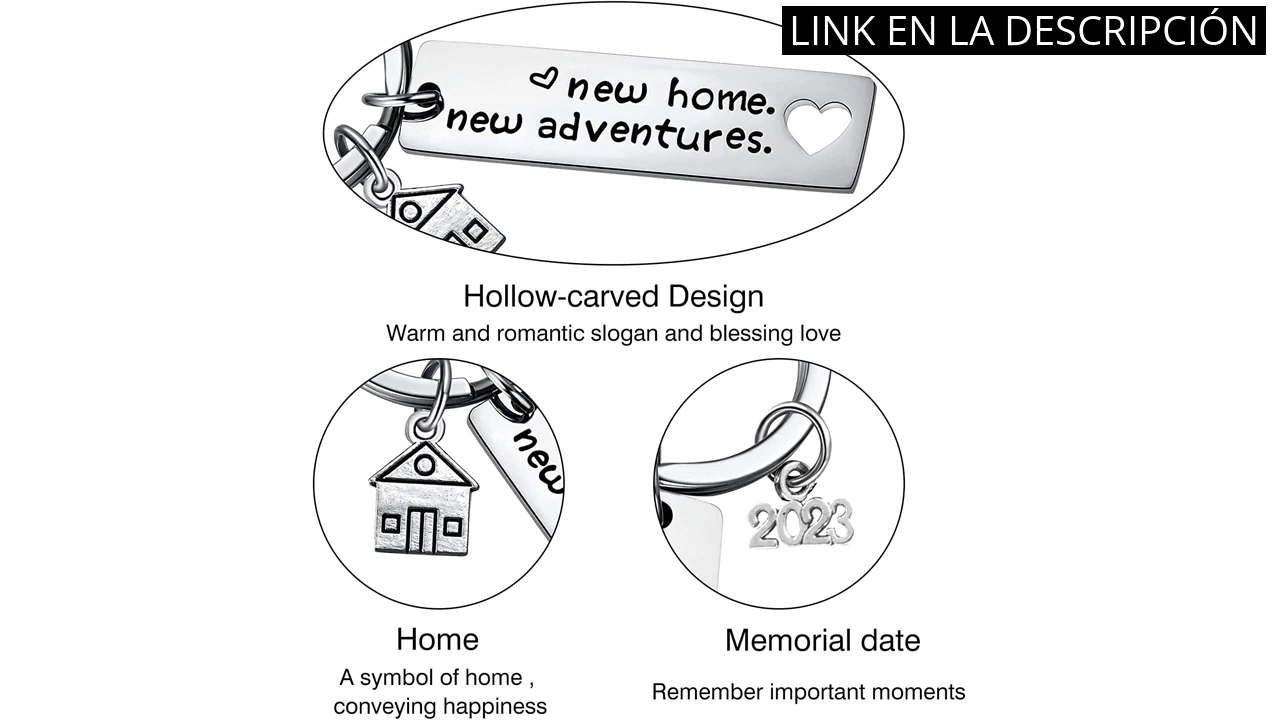 LINK EN LA DESCRIPCIÓN
new home.
new adventures.
Hollow-carved Design
Warm and romantic slogan and blessing love
new
2023
Home
Memorial date
A symbol of home ,
conveying happiness
Remember important moments